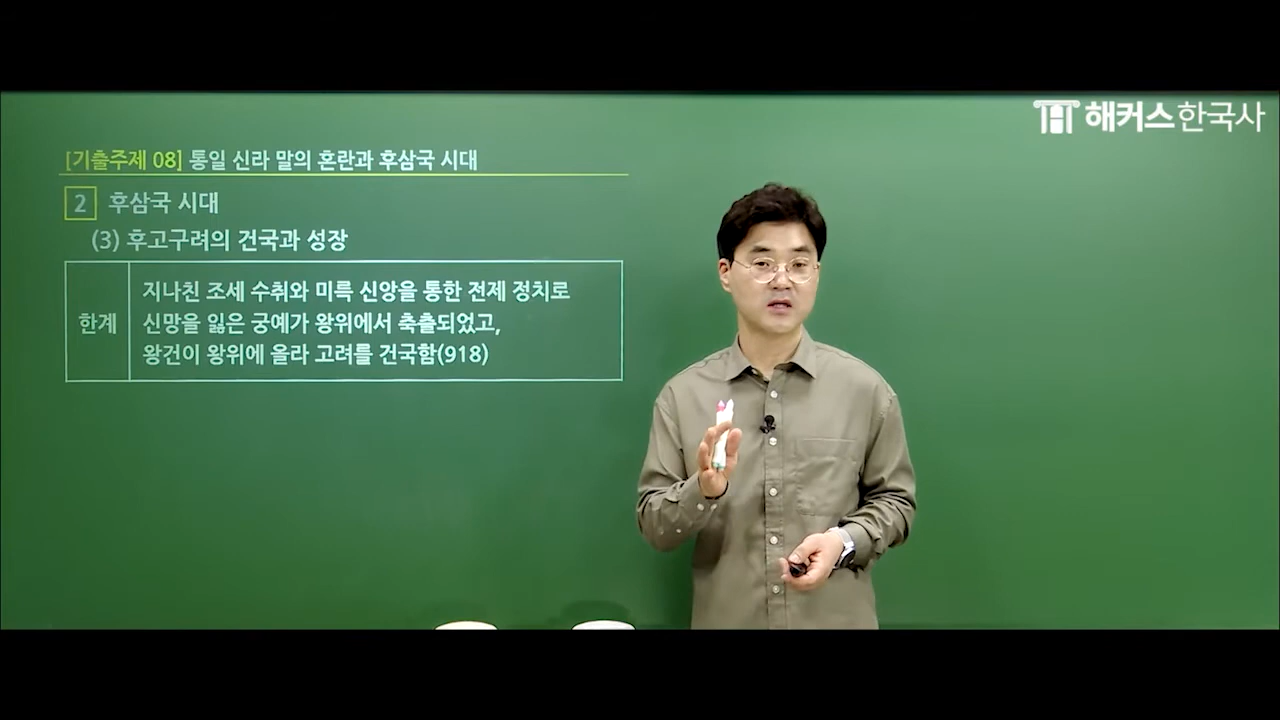 해커스한국사
[기출주제 08] 통일 신라 말의 혼란과 후삼국 시대
2 후삼국 시대
(3) 후고구려의 건국과 성장
한계
지나친 조세 수취와 미륵 신앙을 통한 전제 정치로
신망을 잃은 궁예가 왕위에서 축출되었고,
왕건이 왕위에 올라 고려를 건국함(918)